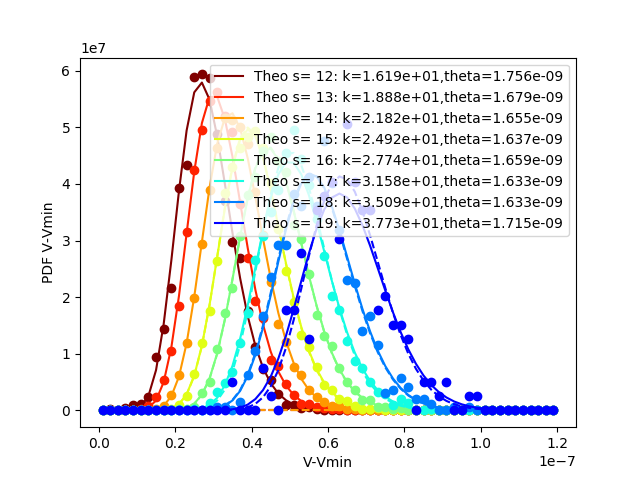 1e7
Theo s= 12: k=1.619e+01,theta=1.756e-09
Theo s= 13: k=1.888e+01,theta=1.679e-09
Theo s= 14: k=2.182e+01,theta=1.655e-09
Theo s= 15: k=2.492e+01,theta=1.637e-09
Theo s= 16: k=2.774e+01,theta=1.659e-09
Theo s= 17: k=3.158e+01,theta=1.633e-09
Theo s= 18: k=3.509e+01,theta=1.633e-09
Theo s= 19: k=3.773e+01,theta=1.715e-09
PDF V-Vmin
6
5
4
3
2
1
0
0.0 0.2 0.4 0.6 0.8 1.0 1.2
1e−7
V-Vmin